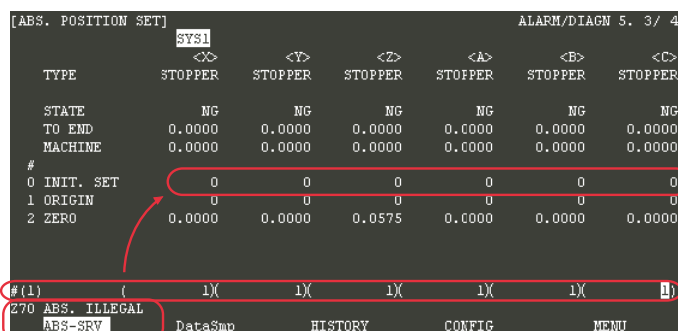 [ABS. POSITION SET] ALARM/DIAGN 5. 3/ 4
SYS1
<X> <Y> <Z> <A> <B> <C>
TYPE STOPPER STOPPER STOPPER STOPPER STOPPER STOPPER
STATE NG NG NG NG NG NG
TO END 0.0000 0.0000 0.0000 0.0000 0.0000 0.0000
MACHINE 0.0000 0.0000 0.0000 0.0000 0.0000 0.0000
#
0 INIT. SET 0 0 0 0 0 0
1 ORIGIN 0 0 0 0 0 0
2 ZERO 0.0000 0.0000 0.0575 0.0000 0.0000 0.0000
#(1) ( 1)( 1)( 1)( 1)( 1)( 1)
Z70 ABS. ILLEGAL
ABS-SRV DataSmp HISTORY CONFIG MENU